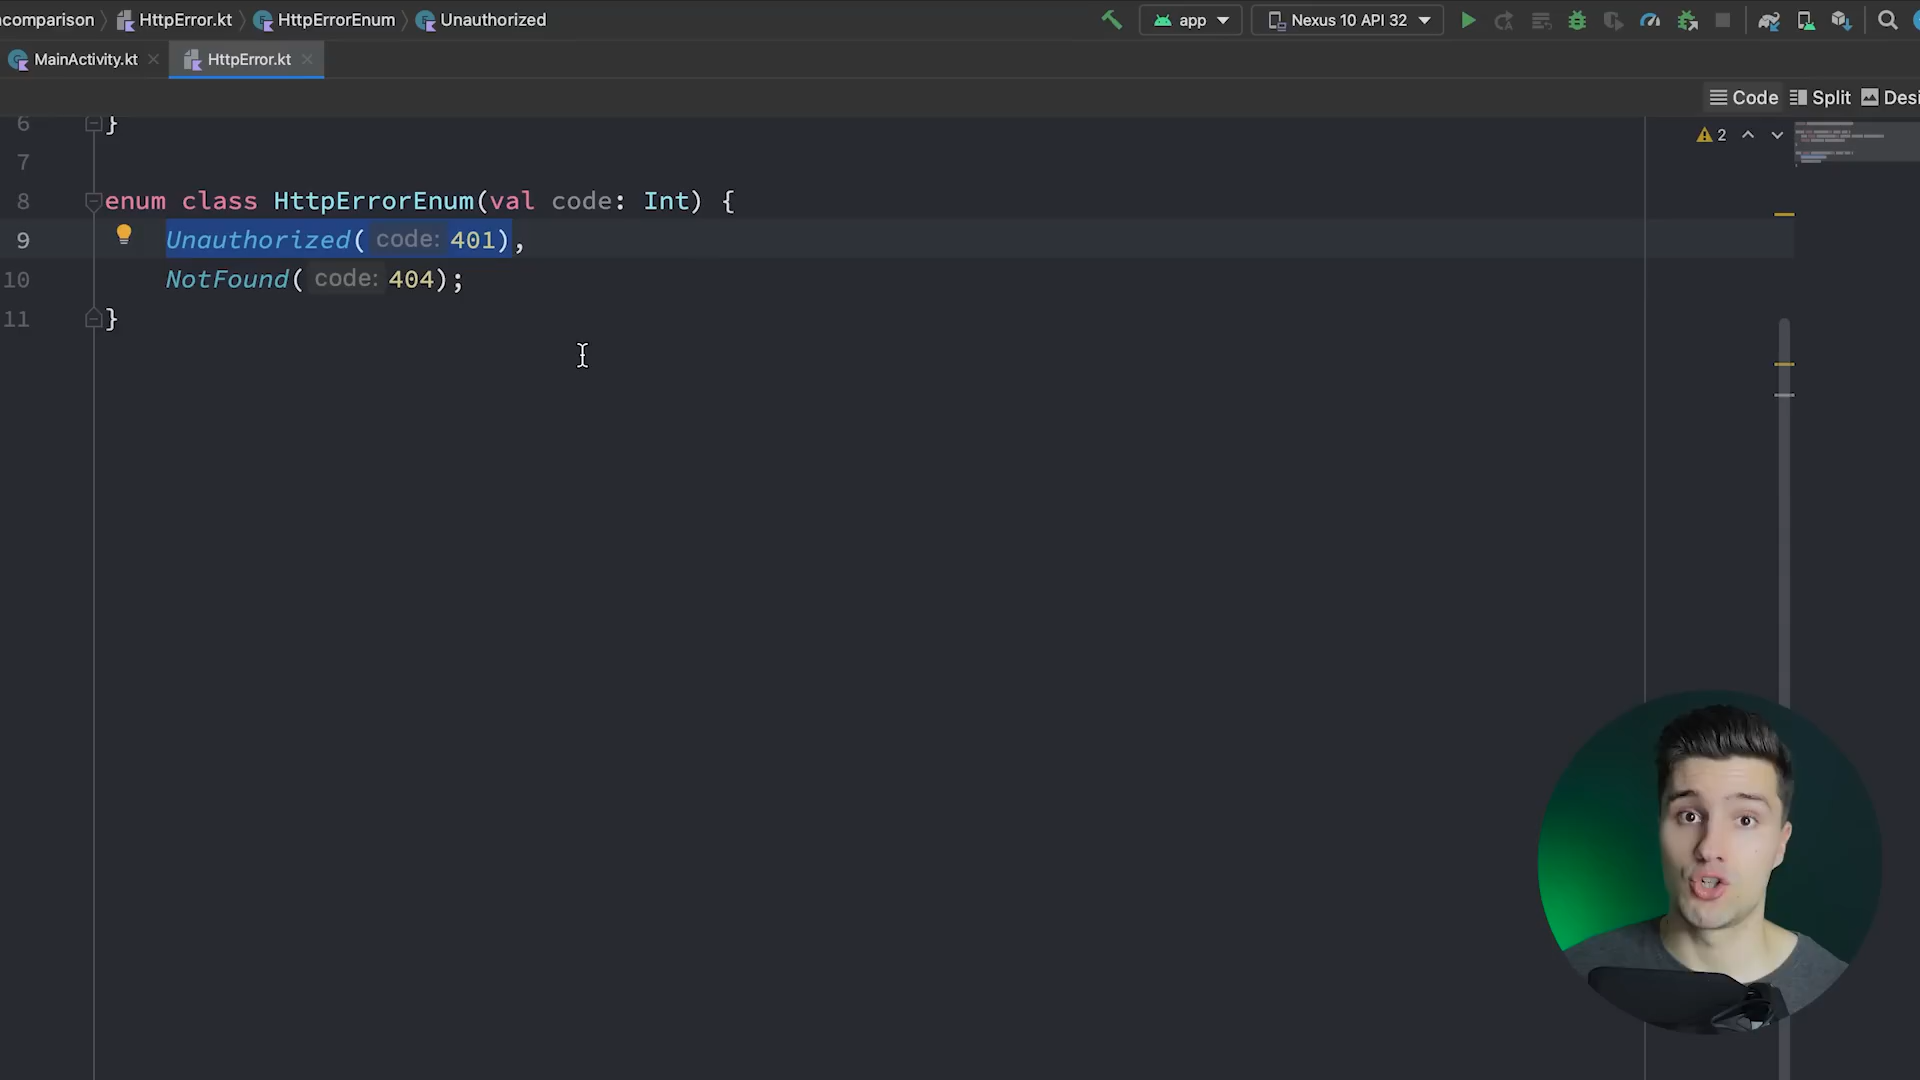 comparison HttpError.kt HttpErrorEnum Unauthorized app Nexus 10 API 32
MainActivity.kt HttpError.kt
Code Split Desi
6 }
2
7
8 enum class HttpErrorEnum(val code: Int) {
9 Unauthorized( code: 401),
10 NotFound( code: 404);
11 }